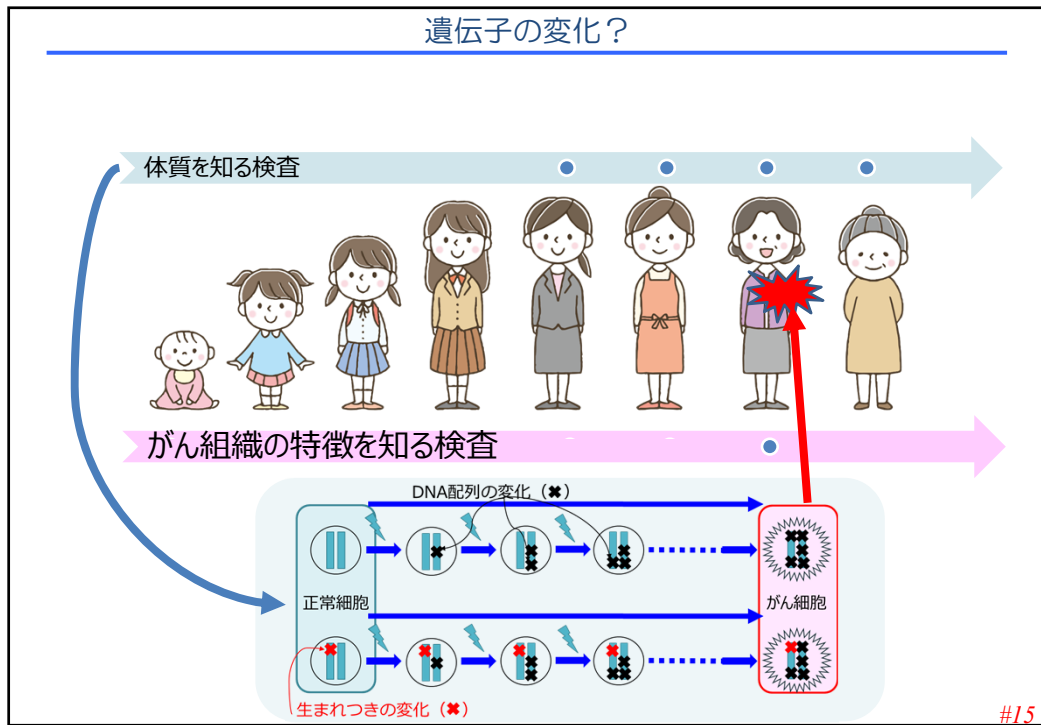 遺伝子の変化？
体質を知る検査
がん組織の特徴を知る検査
DNA配列の変化（✖）
正常細胞
がん細胞
生まれつきの変化（✖）
#15